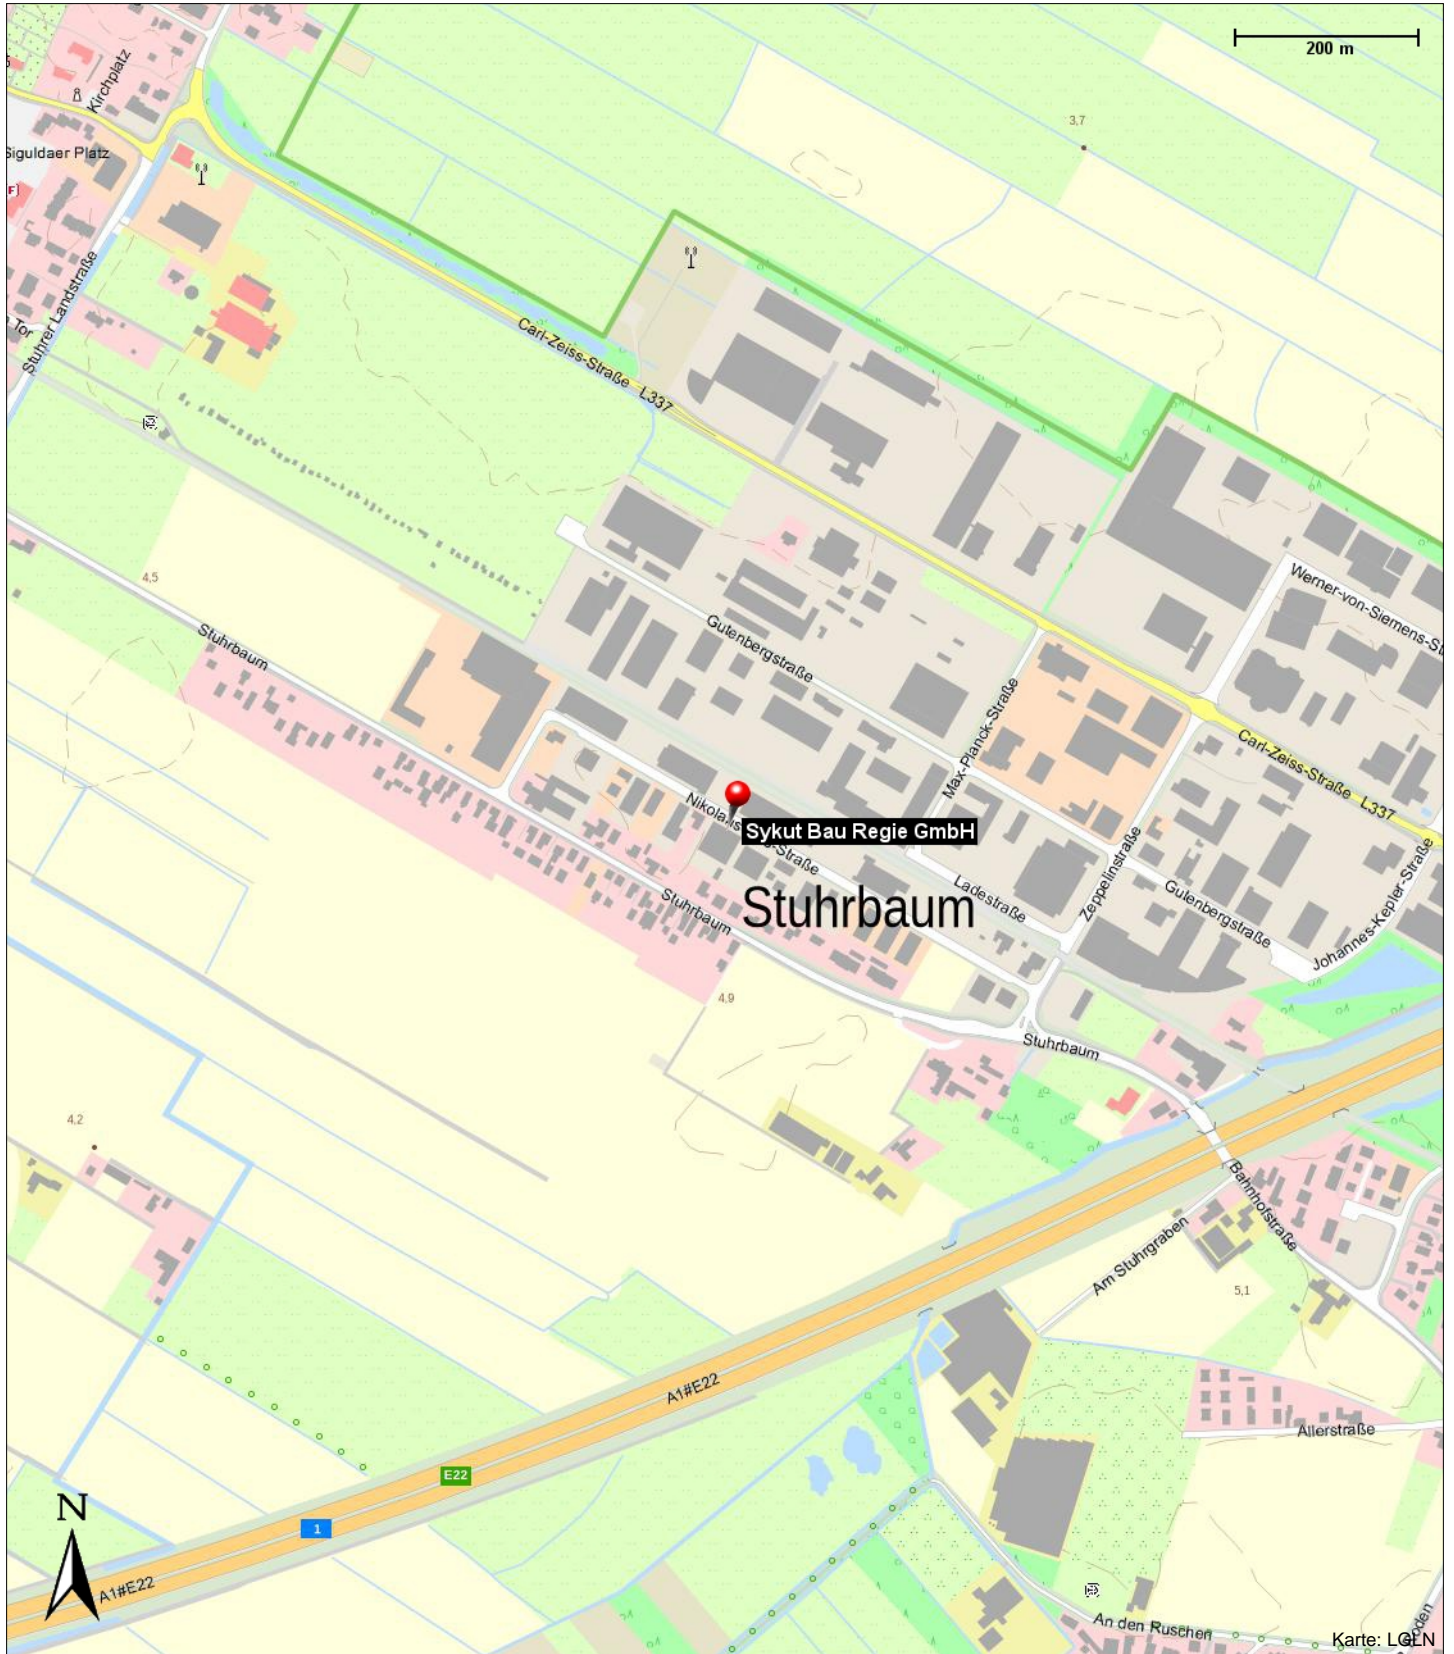 200 m
Kirchplatz
3,7
Siguldaer Platz
F)
Stuhrer Landstraße
Tor
Carl-Zeiss-Straße L337
4,5
Stuhrbaum
Gutenbergstraße
Werner-von-Siemens-St
Max-Planck-Straße
Carl-Zeiss-Straße L337
Sykut Bau Regie GmbH
-Straße
Ladestraße
Zeppelinstraße
Gutenbergstraße
Johannes-Kepler-Straße
Stuhrbaum
Stuhrbaum
4,9
Stuhrbaum
4,2
Bahnhofstraße
Am Stuhrgraben
5,1
A1#E22
Allerstraße
E22
N
1
A1#E22
An den Ruschen
Karte: LGLN